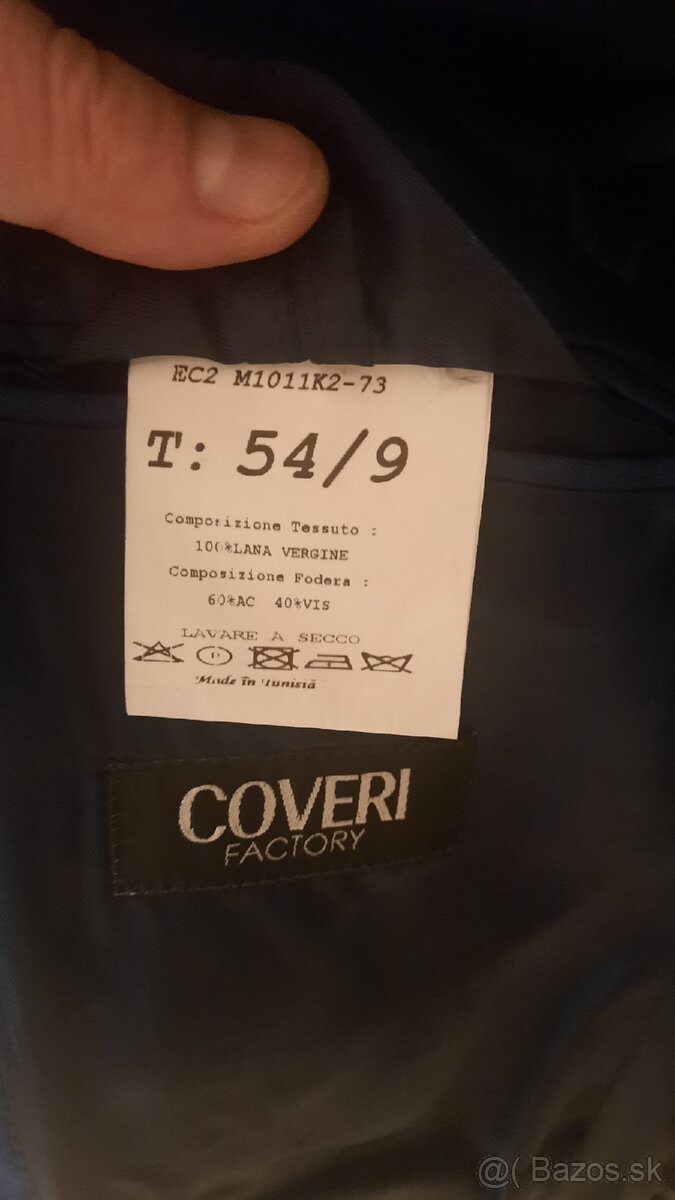 EC2 M1011K2-73
T: 54/9
Composizione Tessuto :
100%LANA VERGINE
Composizione Fodera :
60%AC 40%VIS
LAVARE A SECCO
P
Made in Tunisia
COVERI
FACTORY
@( Bazos.sk